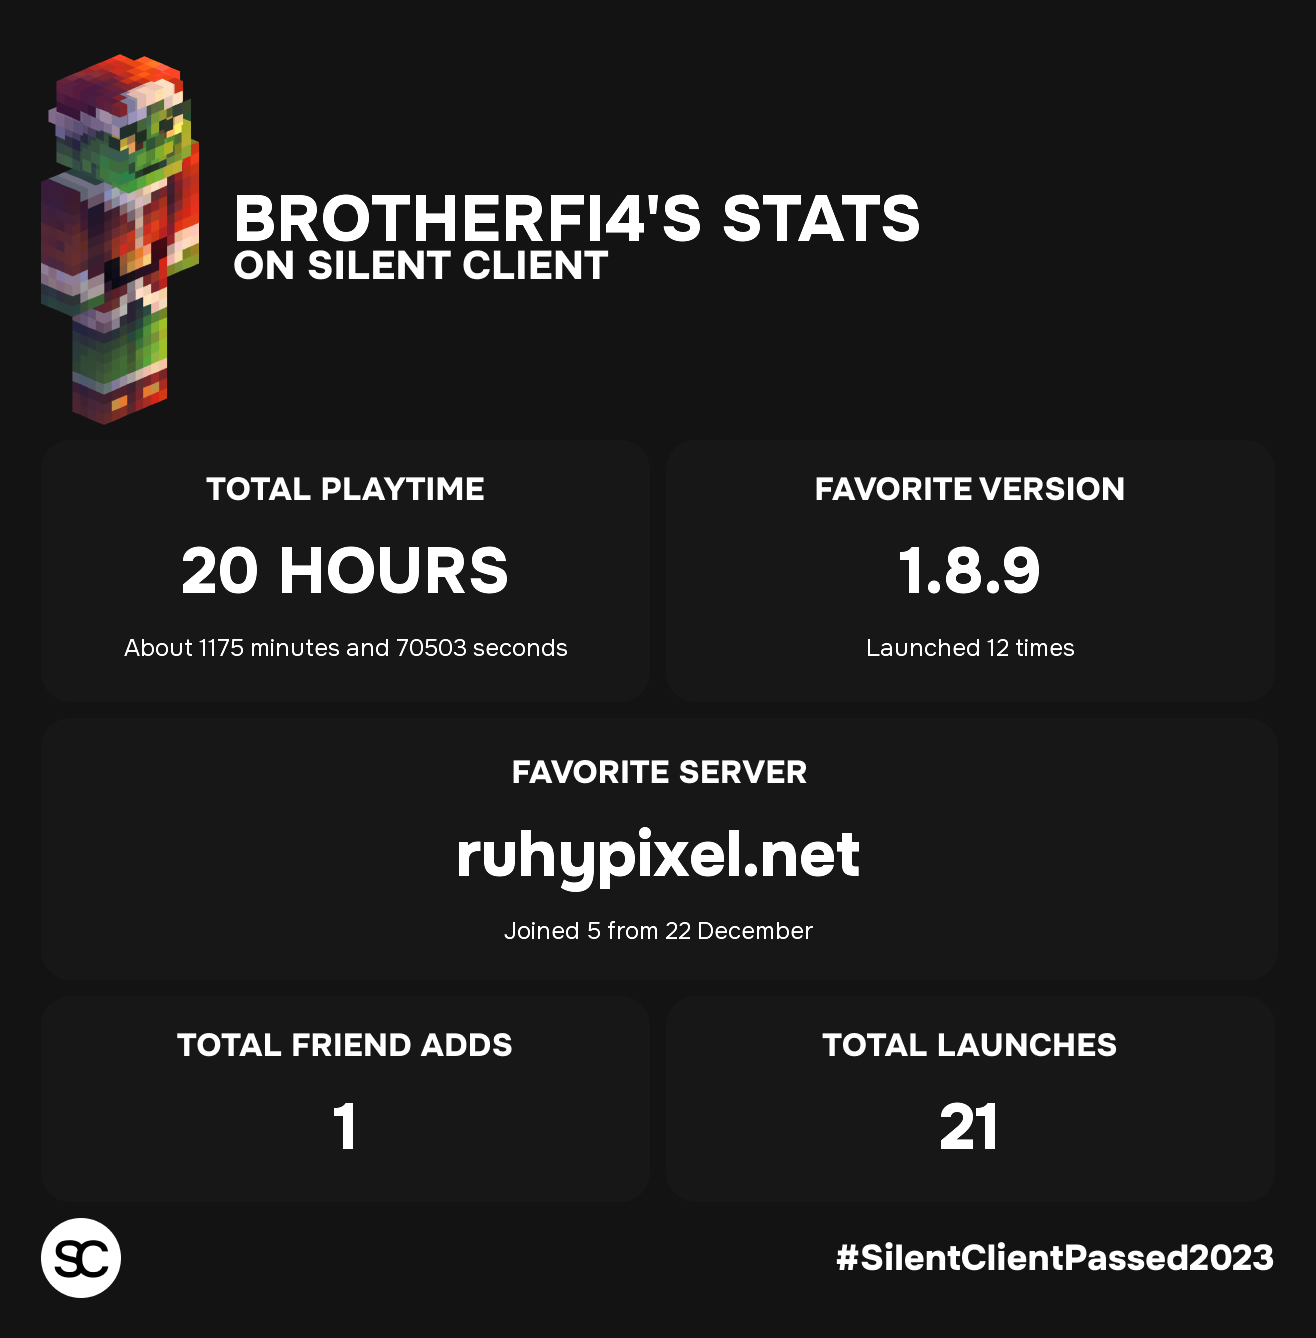 BROTHERFI4'S STATS
ON SILENT CLIENT
TOTAL PLAYTIME
20 HOURS
About 1175 minutes and 70503 seconds
FAVORITE VERSION
1.8.9
Launched 12 times
FAVORITE SERVER
ruhypixel.net
Joined 5 from 22 December
TOTAL FRIEND ADDS
1
TOTAL LAUNCHES
21
SC
#SilentClientPassed2023